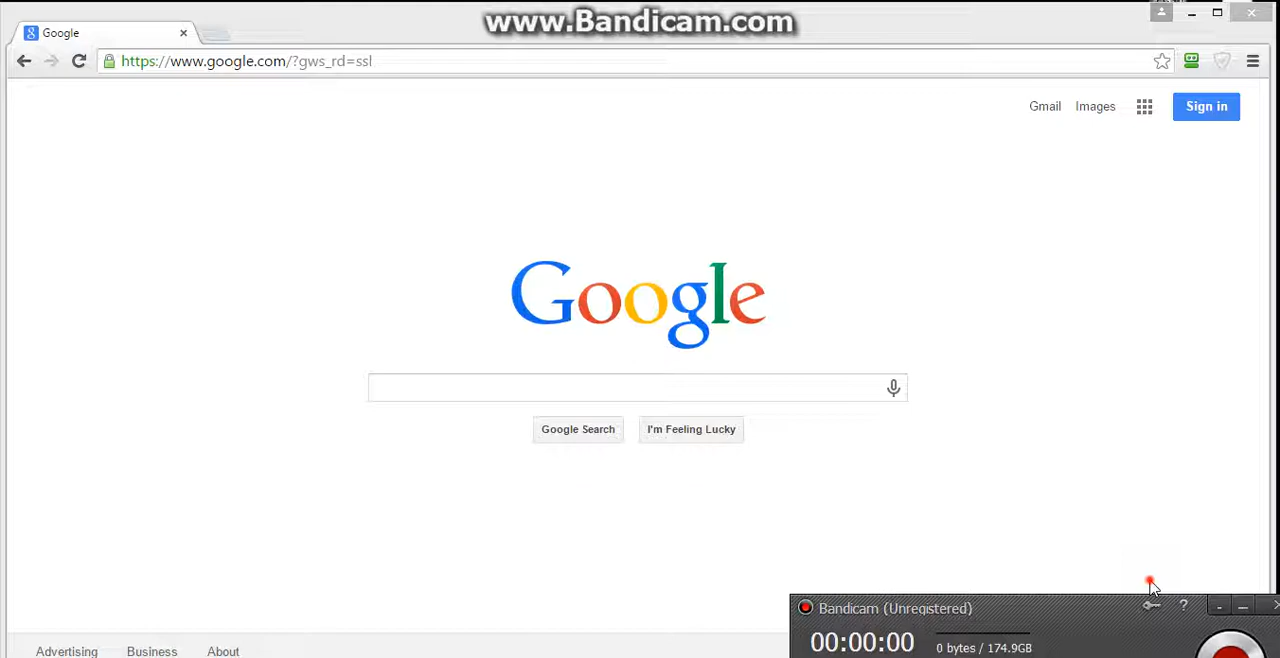 www.Bandicam.com
Google
https://www.google.com/?gws_rd=ssl
Gmail Images Sign in
Google
Google Search I'm Feeling Lucky
Bandicam (Unregistered) ?
00:00:00 0 bytes / 174.9GB
Advertising Business About